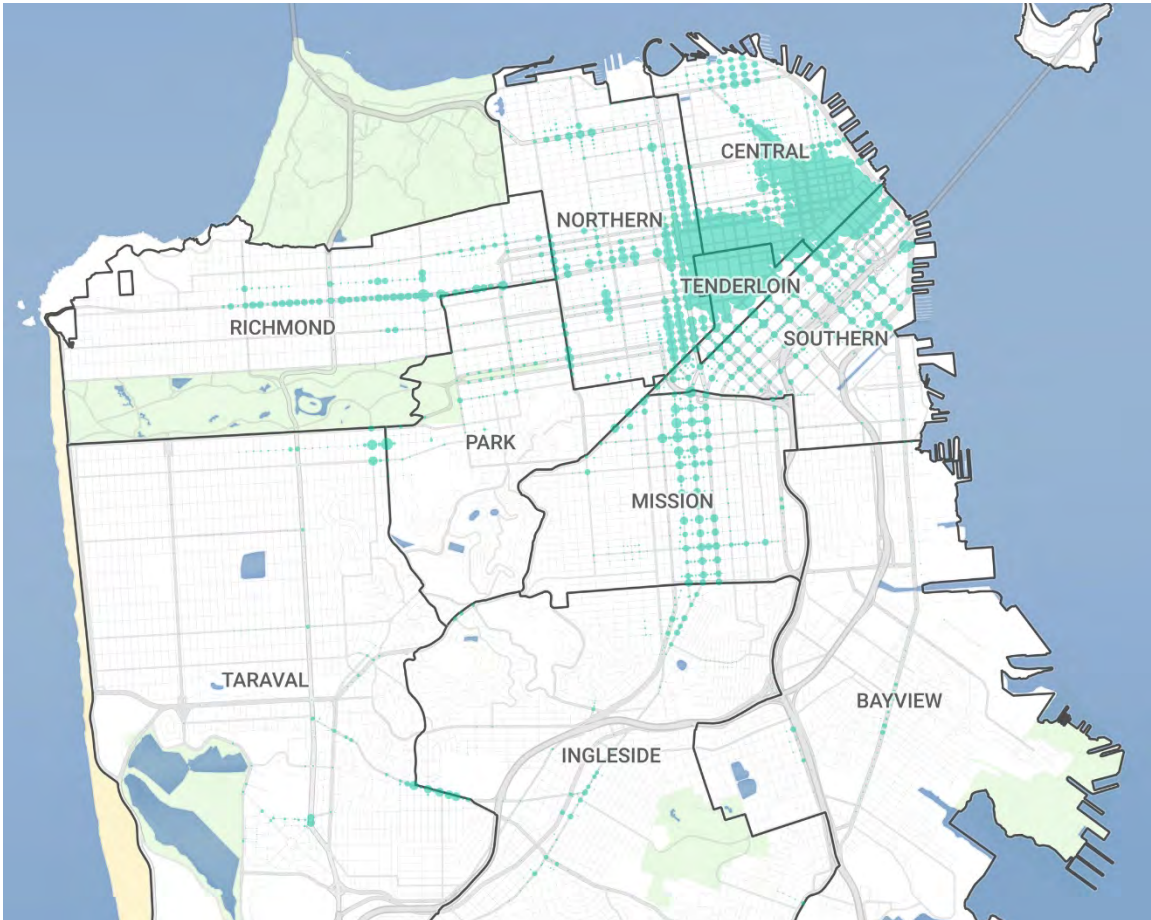 CENTRAL
NORTHERN
TENDERLOIN
RICHMOND
SOUTHERN
PARK
MISSION
TARAVAL
BAYVIEW
INGLESIDE